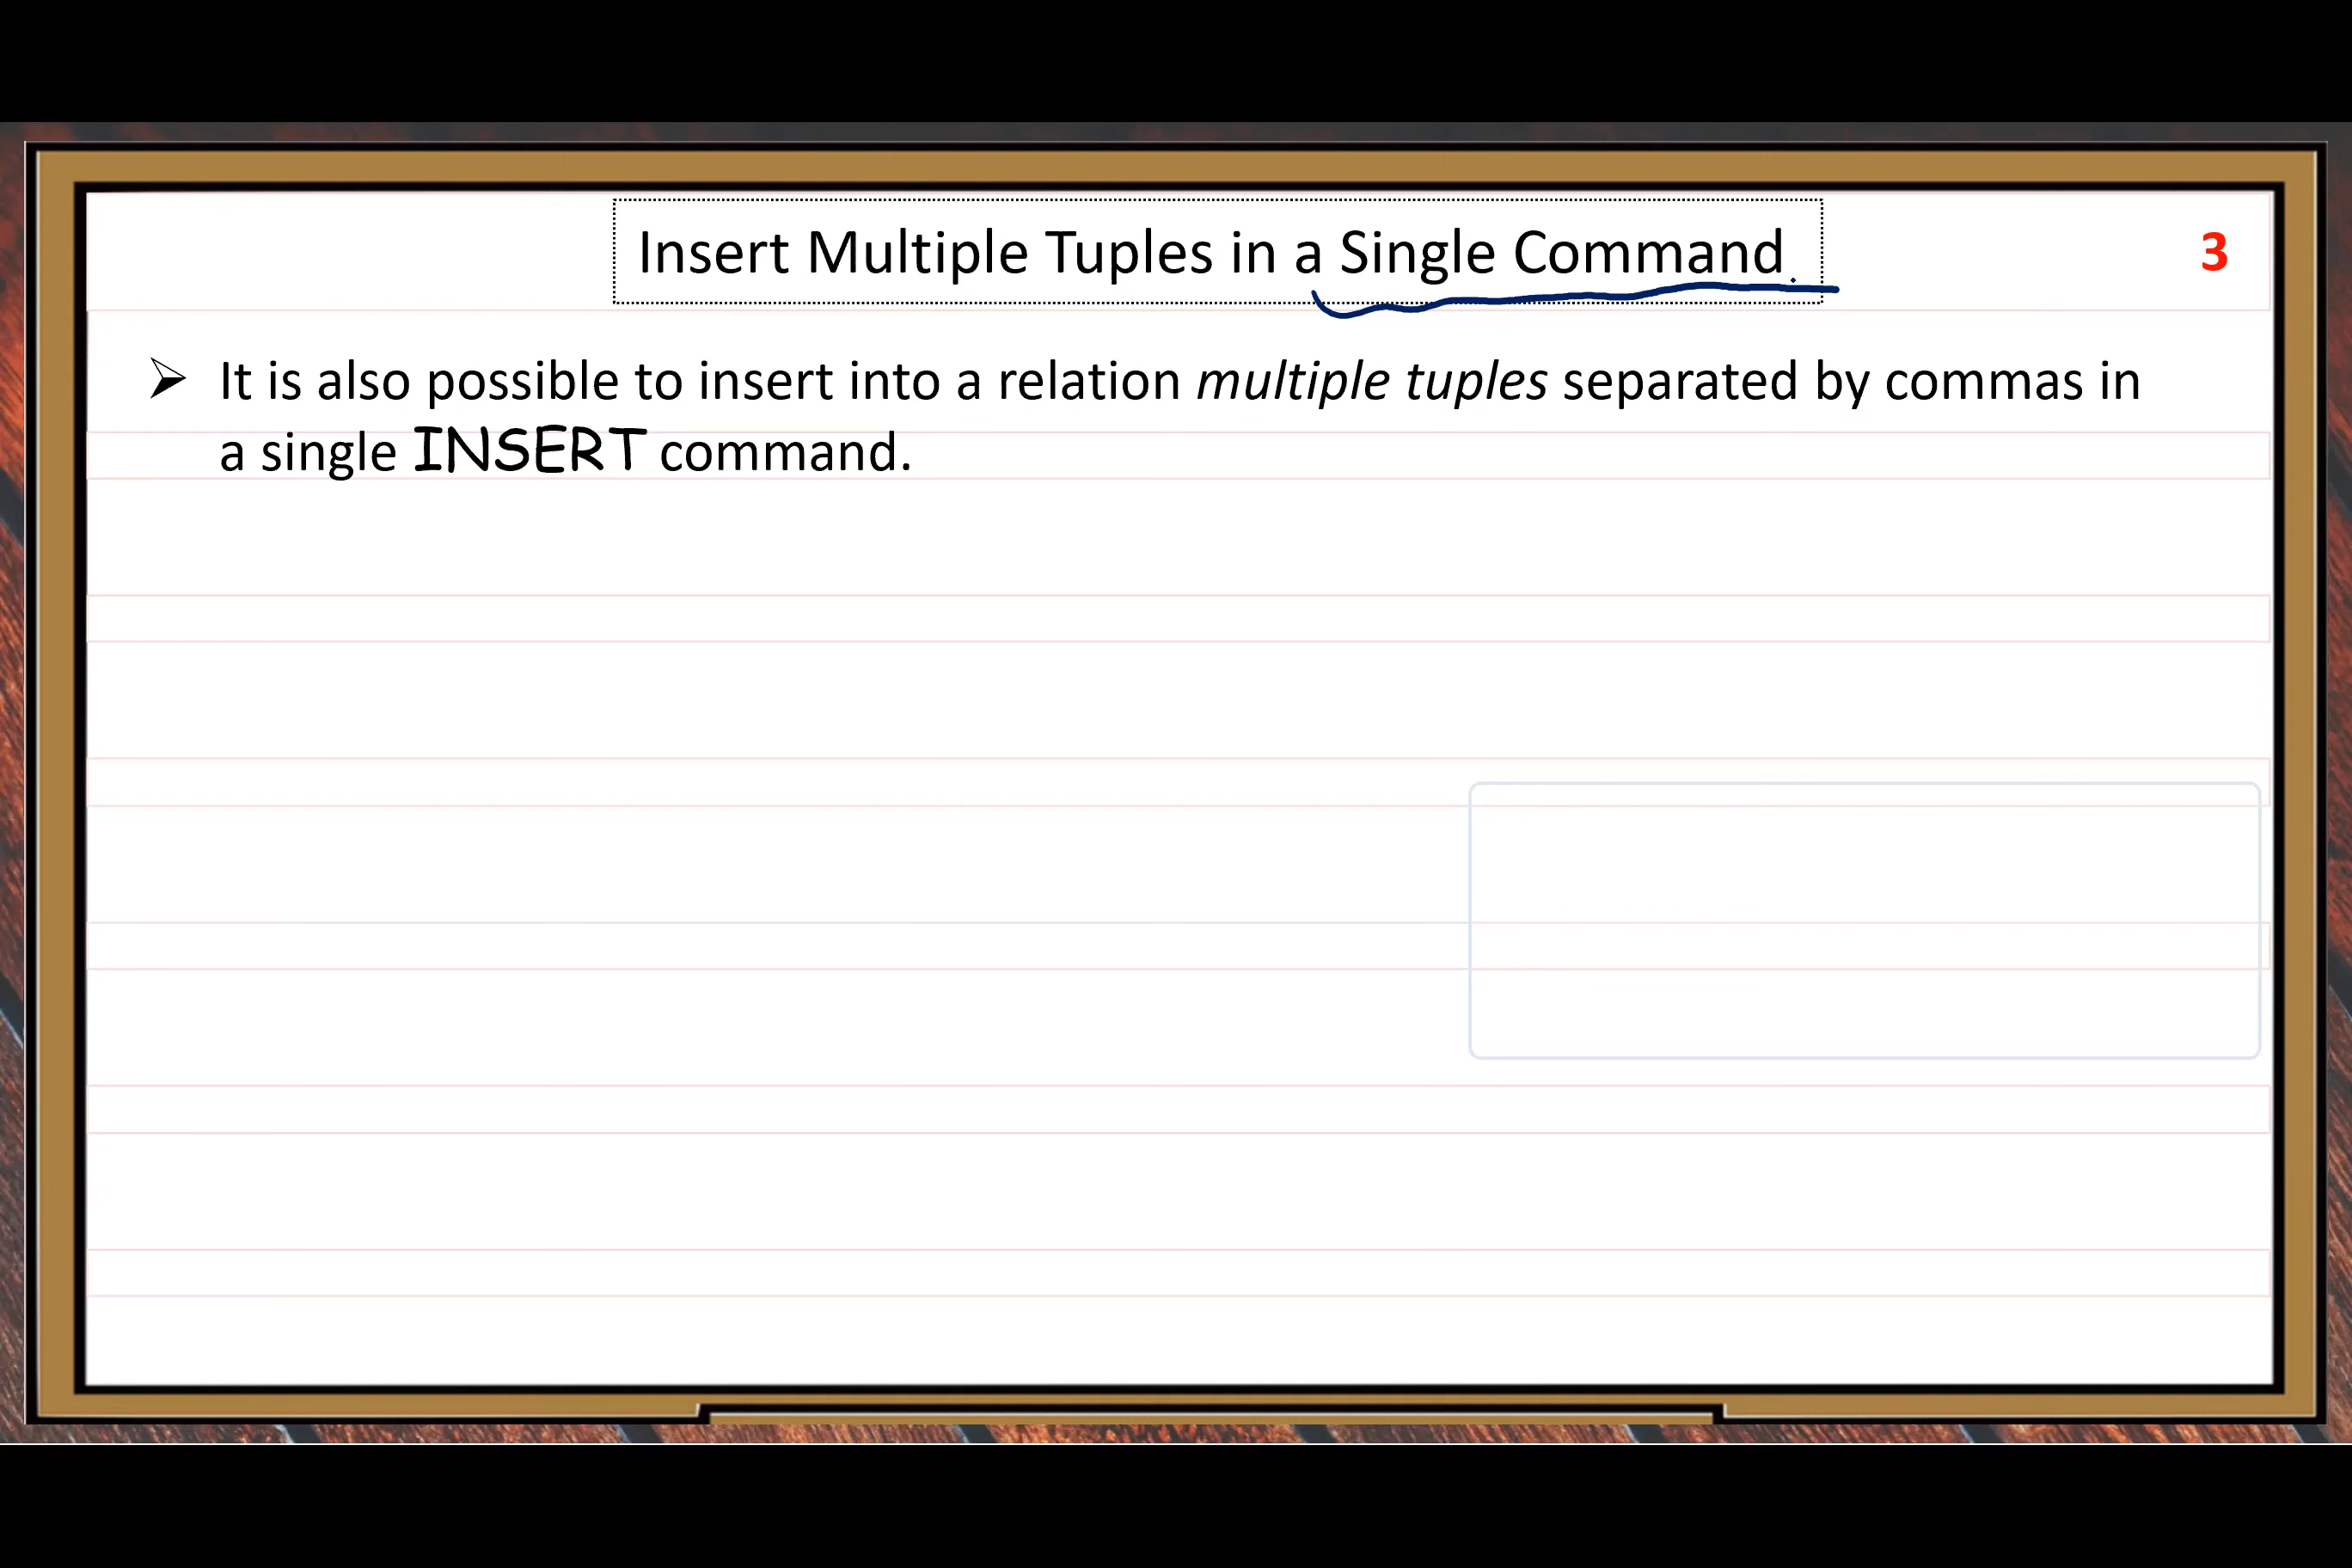 Insert Multiple Tuples in a Single Command
3
➢ It is also possible to insert into a relation multiple tuples separated by commas in
a single INSERT command.